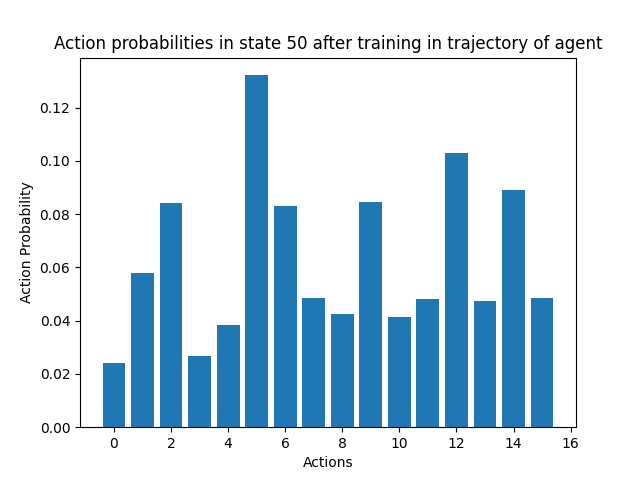 Action probabilities in state 50 after training in trajectory of agent
0.12
0.10
0.08
0.06
0.04
0.02
0.00
Action Probability
0 2 4 6 8 10 12 14 16
Actions